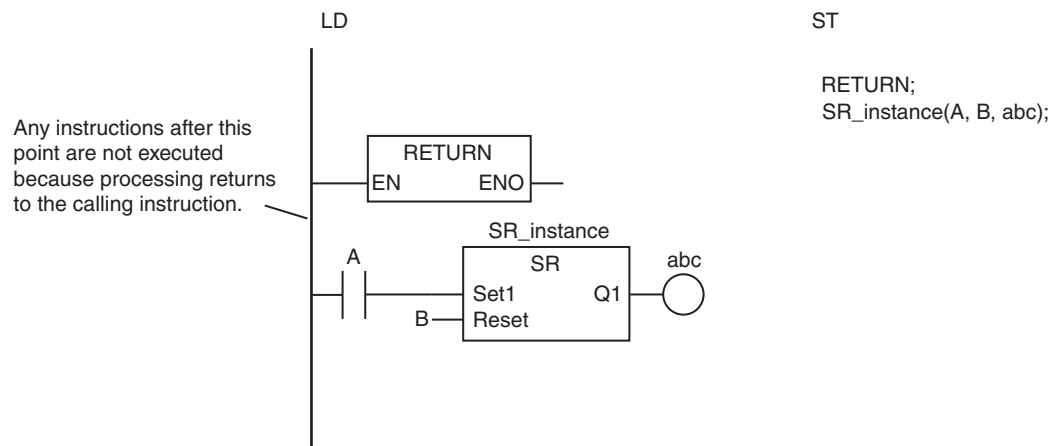 LD
ST
RETURN;
SR_instance(A, B, abc);
Any instructions after this
point are not executed
because processing returns
to the calling instruction.
RETURN
EN ENO
SR_instance
A
SR
abc
Set1 Q1
B Reset